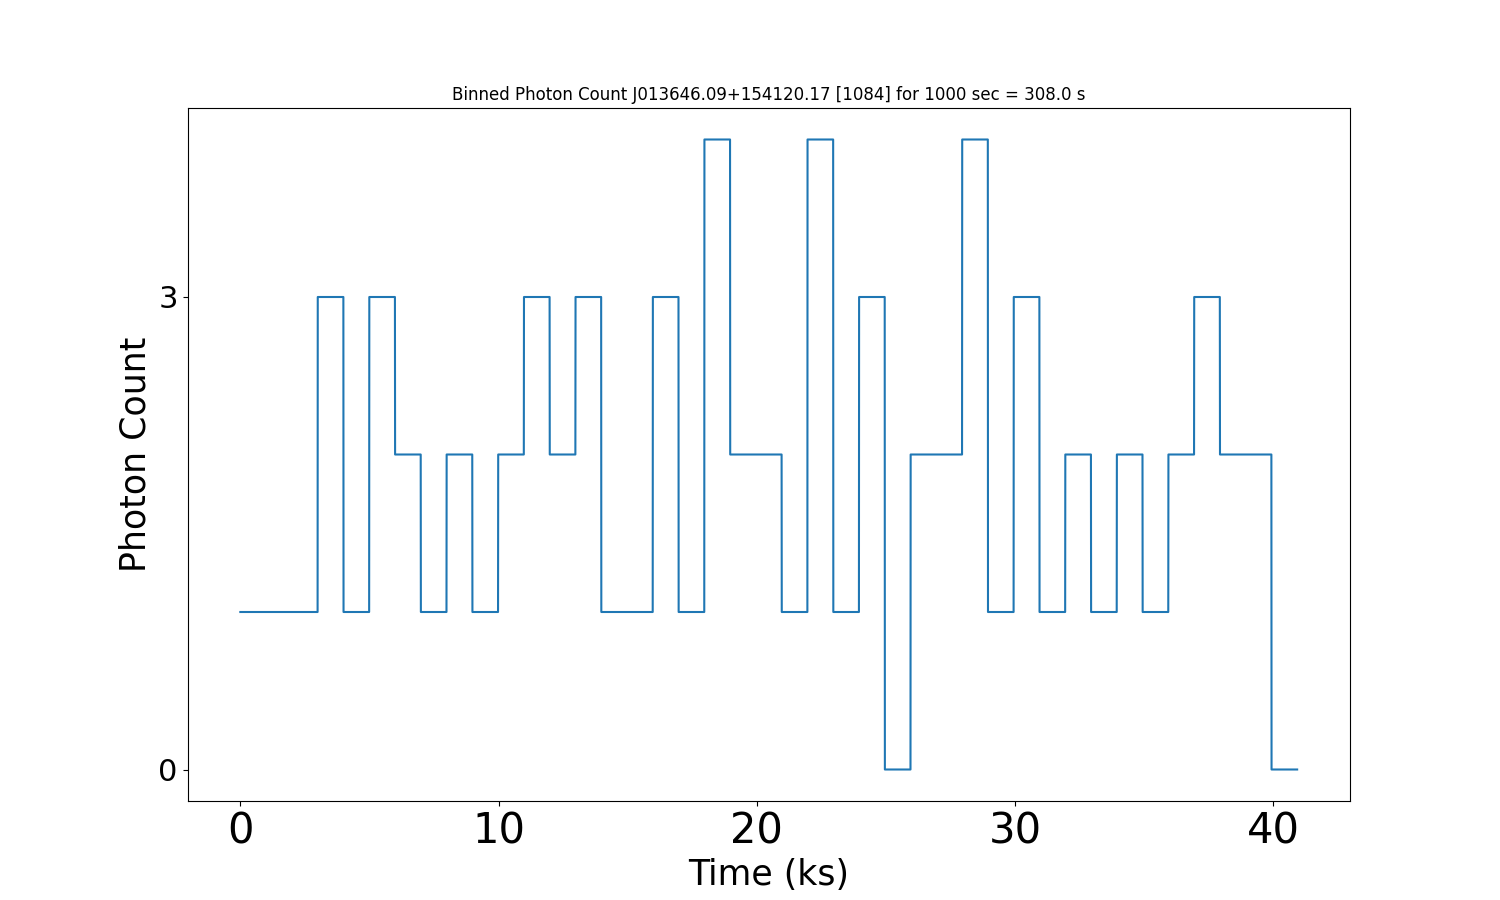 Binned Photon Count J013646.09+154120.17 [1084] for 1000 sec = 308.0 s
Photon Count
3
0
0 10 20 30 40
Time (ks)